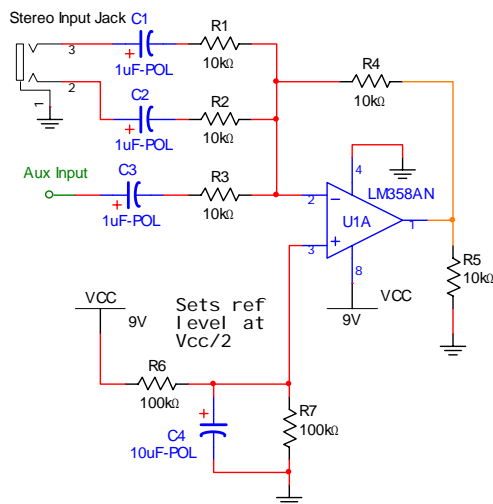 Stereo Input Jack
C1
R1
3
+
1uF-POL
10kΩ
R4
2
C2
R2
10kΩ
1
+
1uF-POL
10kΩ
Aux Input
C3
R3
4
LM358AN
+
1uF-POL
10kΩ
2
−
U1A
1
3
+
R5
10kΩ
8
VCC
9V
VCC
9V
Sets ref
level at
Vcc/2
R6
100kΩ
+
R7
100kΩ
C4
10uF-POL